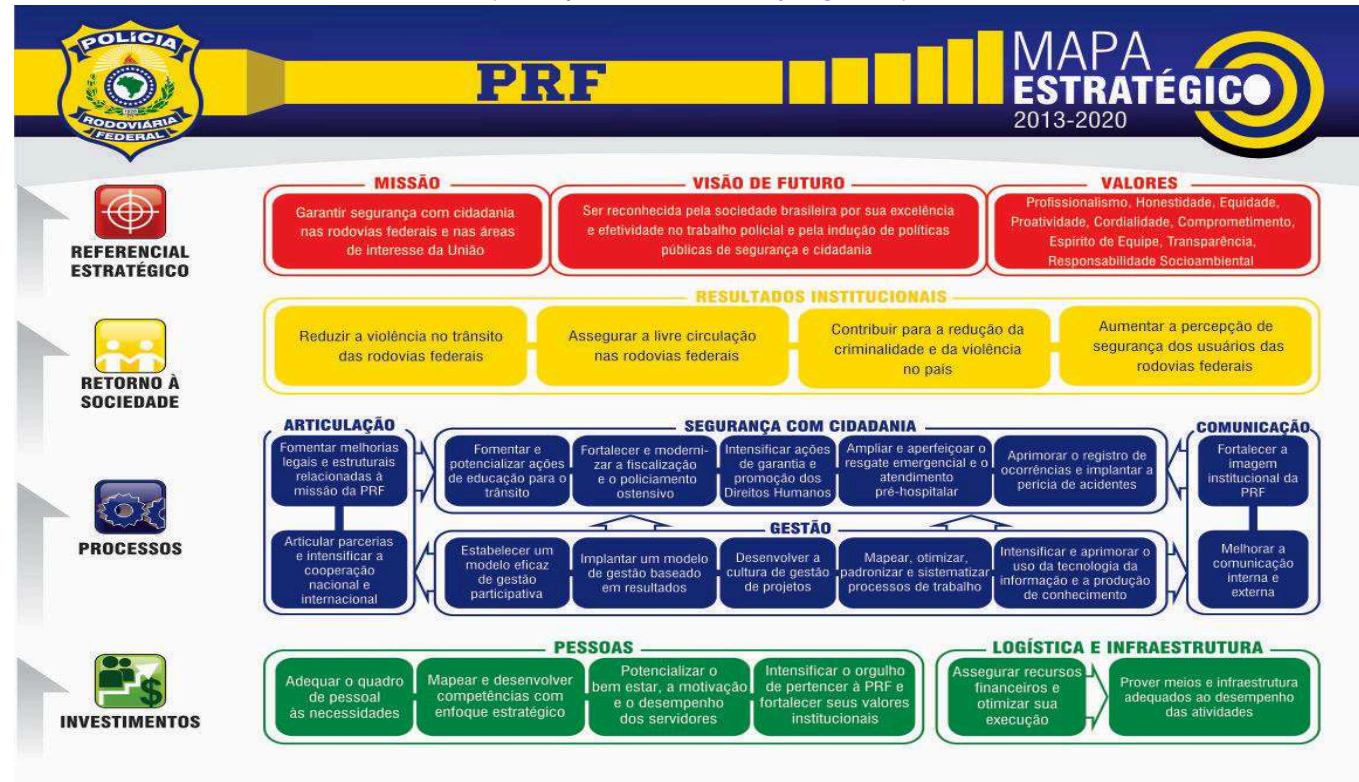 POLÍCIA
RODOVIÁRIA
FEDERAL
PRF
MAPA
ESTRATÉGICO
2013-2020
REFERENCIAL
ESTRATÉGICO
MISSÃO
Garantir segurança com cidadania
nas rodovias federais e nas áreas
de interesse da União
VISÃO DE FUTURO
Ser reconhecida pela sociedade brasileira por sua excelência
e efetividade no trabalho policial e pela indução de políticas
públicas de segurança e cidadania
VALORES
Profissionalismo, Honestidade, Equidade,
Proatividade, Cordialidade, Comprometimento,
Espirito de Equipe, Transparência,
Responsabilidade Socioambiental
RETORNO À
SOCIEDADE
RESULTADOS INSTITUCIONAIS
Reduzir a violência no trânsito
das rodovias federais
Assegurar a livre circulação
nas rodovias federais
Contribuir para a redução da
criminalidade e da violência
no país
Aumentar a percepção de
segurança dos usuários das
rodovias federais
PROCESSOS
ARTICULAÇÃO
Fomentar melhorias
legais e estruturais
relacionadas à
missão da PRF
Articular parcerias
e intensificar a
cooperação
nacional e
internacional
SEGURANÇA COM CIDADANIA
Fomentar e
potencializar ações
de educação para o
trânsito
Fortalecer e moderni-
zar a fiscalização
e o policiamento
ostensivo
Intensificar ações
de garantia e
promoção dos
Direitos Humanos
Ampliar e aperfeiçoar o
resgate emergencial e o
atendimento
pré-hospitalar
Aprimorar o registro de
ocorrências e implantar a
perícia de acidentes
GESTÃO
Estabelecer um
modelo eficaz
de gestão
participativa
Implantar um modelo
de gestão baseado
em resultados
Desenvolver a
cultura de gestão
de projetos
Mapear, otimizar,
padronizar e sistematizar
processos de trabalho
Intensificar e aprimorar o
uso da tecnologia da
informação e a produção
de conhecimento
COMUNICAÇÃO
Fortalecer a
imagem
institucional da
PRF
Melhorar a
comunicação
interna e
externa
INVESTIMENTOS
PESSOAS
Adequar o quadro
de pessoal
às necessidades
Mapear e desenvolver
competências com
enfoque estratégico
Potencializar o
bem estar, a motivação
e o desempenho
dos servidores
Intensificar o orgulho
de pertencer à PRF e
fortalecer seus valores
institucionais
LOGÍSTICA E INFRAESTRUTURA
Assegurar recursos
financeiros e
otimizar sua
execução
Prover meios e infraestrutura
adequados ao desempenho
das atividades